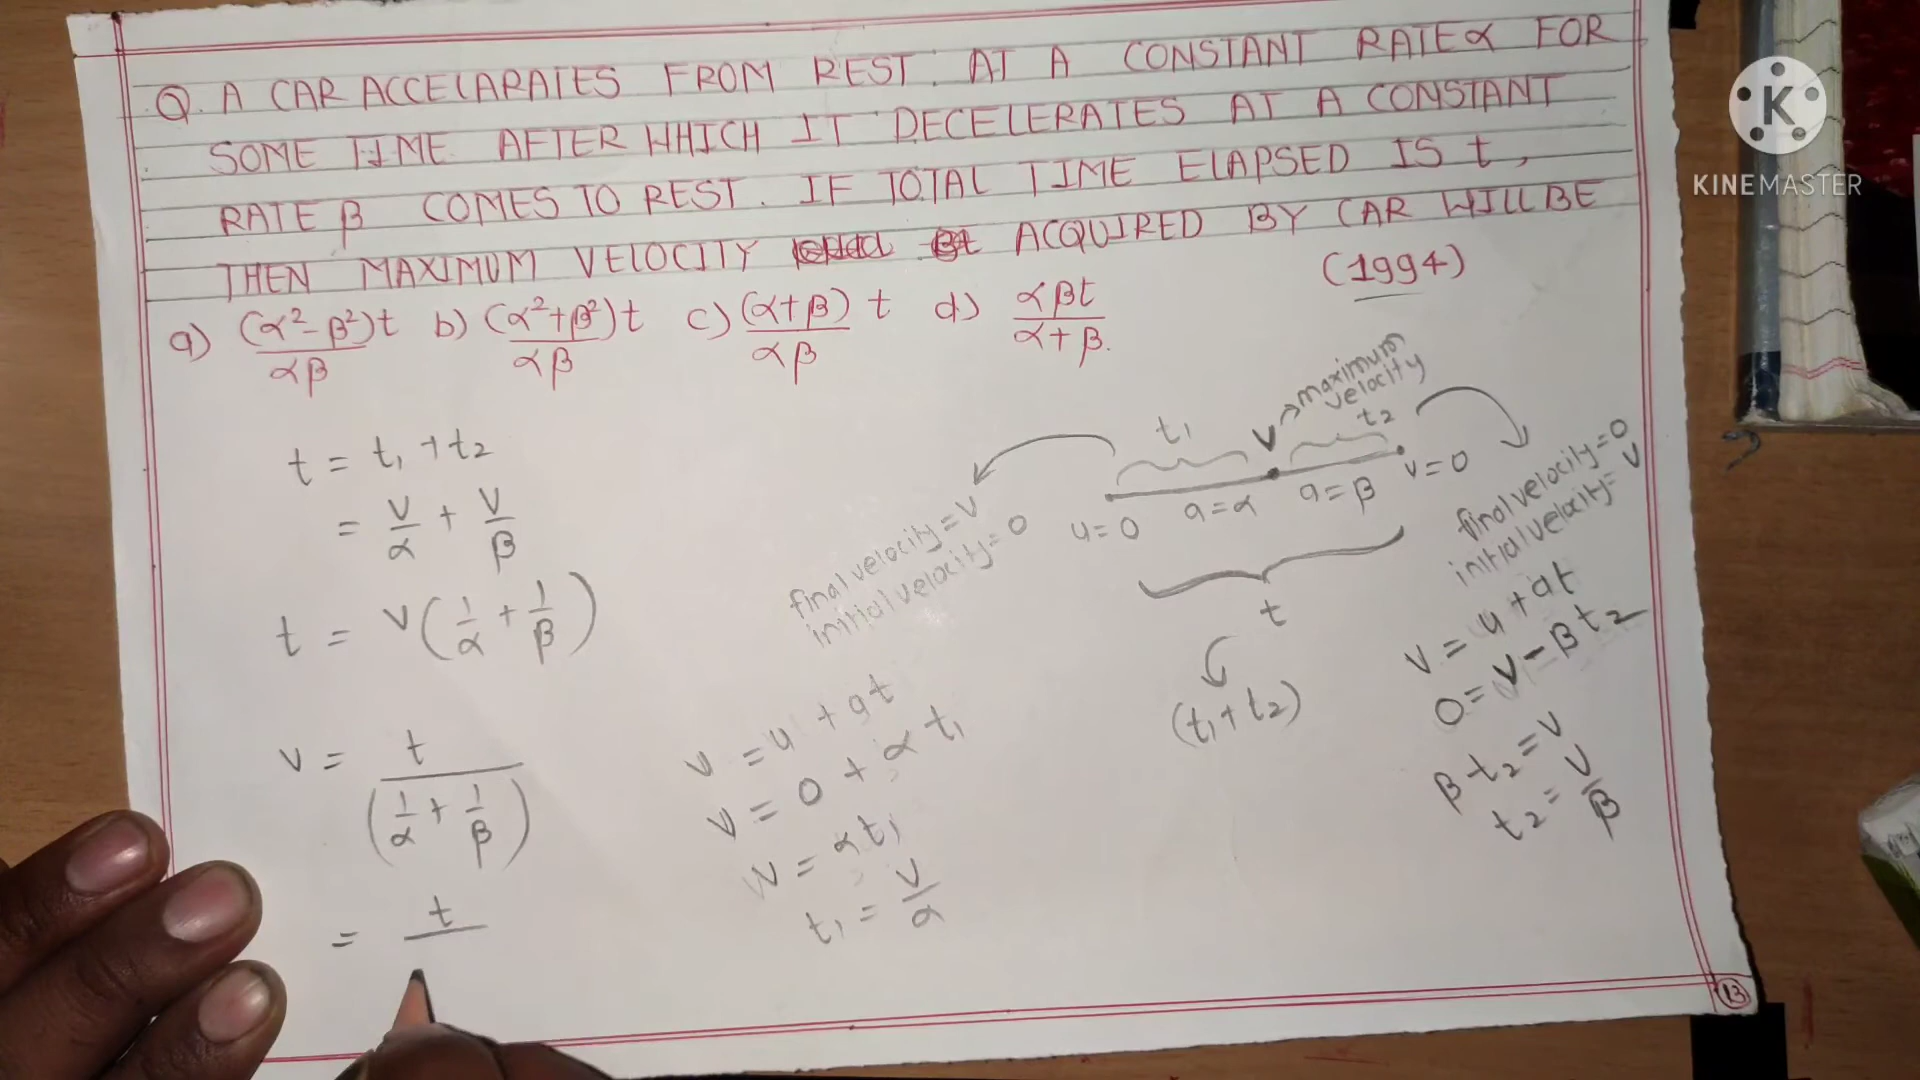 Q. A CAR ACCELARATES FROM REST. AT A CONSTANT RATE α FOR
SOME TIME AFTER WHICH IT DECELERATES AT A CONSTANT
RATE β COMES TO REST. IF TOTAL TIME ELAPSED IS t,
THEN MAXIMUM VELOCITY ACQUIRED BY CAR WILL BE
(1994)
a) (α²-β²)t/αβ b) (α²+β²)t/αβ c) (α+β)t/αβ d) αβt/α+β.
t = t₁ + t₂
= V/α + V/β
t = V(1/α + 1/β)
V = t/(1/α + 1/β)
= t
t₁
V → maximum velocity
t₂
u=0 a=α a=β v=0
t
(t₁+t₂)
final velocity = V
initial velocity = 0
V = u + at
V = 0 + α t₁
V = αt₁
t₁ = V/α
final velocity = 0
initial velocity = V
V = u + at
0 = V - βt₂
βt₂ = V
t₂ = V/β
13
K
KINEMASTER